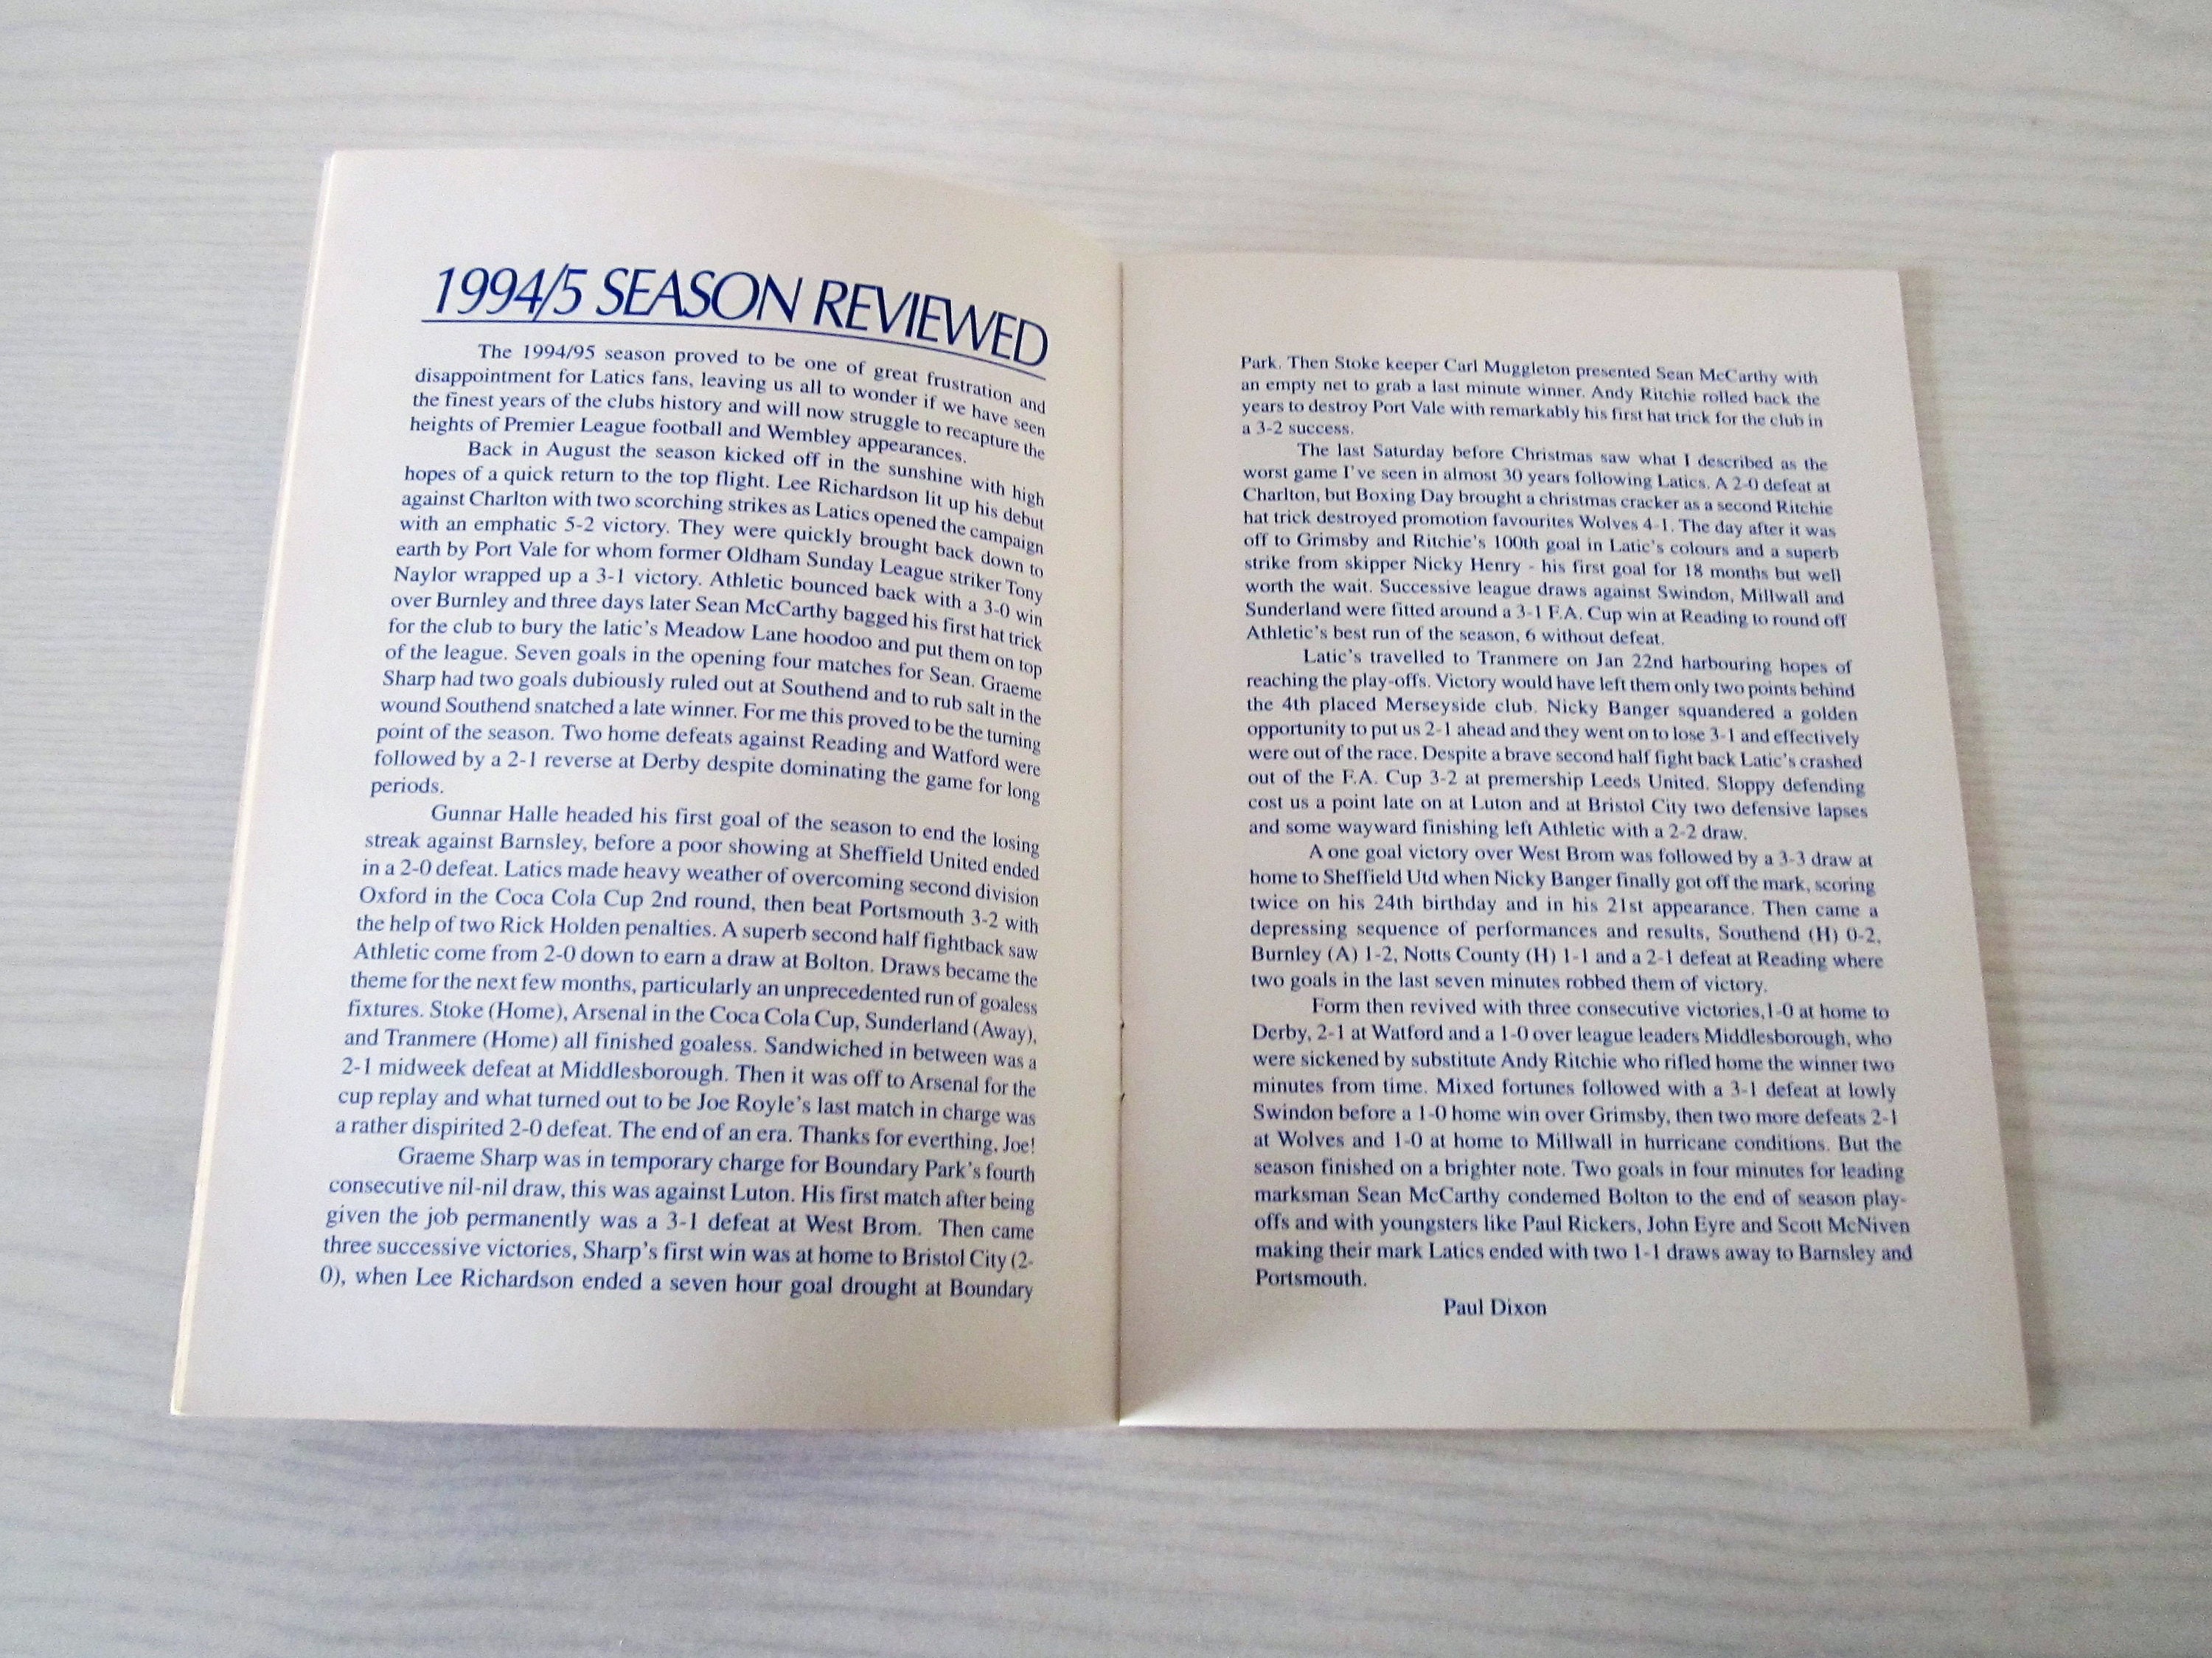 1994/5 SEASON REVIEWED
The 1994/95 season proved to be one of great frustration and
disappointment for Latics fans, leaving us all to wonder if we have seen
the finest years of the clubs history and will now struggle to recapture the
heights of Premier League football and Wembley appearances.
Back in August the season kicked off in the sunshine with high
hopes of a quick return to the top flight. Lee Richardson lit up his debut
against Charlton with two scorching strikes as Latics opened the campaign
with an emphatic 5-2 victory. They were quickly brought back down to
earth by Port Vale for whom former Oldham Sunday League striker Tony
Naylor wrapped up a 3-1 victory. Athletic bounced back with a 3-0 win
over Burnley and three days later Sean McCarthy bagged his first hat trick
for the club to bury the latic's Meadow Lane hoodoo and put them on top
of the league. Seven goals in the opening four matches for Sean. Graeme
Sharp had two goals dubiously ruled out at Southend and to rub salt in the
wound Southend snatched a late winner. For me this proved to be the turning
point of the season. Two home defeats against Reading and Watford were
followed by a 2-1 reverse at Derby despite dominating the game for long
periods.
Gunnar Halle headed his first goal of the season to end the losing
streak against Barnsley, before a poor showing at Sheffield United ended
in a 2-0 defeat. Latics made heavy weather of overcoming second division
Oxford in the Coca Cola Cup 2nd round, then beat Portsmouth 3-2 with
the help of two Rick Holden penalties. A superb second half fightback saw
Athletic come from 2-0 down to earn a draw at Bolton. Draws became the
theme for the next few months, particularly an unprecedented run of goaless
fixtures. Stoke (Home), Arsenal in the Coca Cola Cup, Sunderland (Away),
and Tranmere (Home) all finished goaless. Sandwiched in between was a
2-1 midweek defeat at Middlesborough. Then it was off to Arsenal for the
cup replay and what turned out to be Joe Royle's last match in charge was
a rather dispirited 2-0 defeat. The end of an era. Thanks for everthing, Joe!
Graeme Sharp was in temporary charge for Boundary Park's fourth
consecutive nil-nil draw, this was against Luton. His first match after being
given the job permanently was a 3-1 defeat at West Brom. Then came
three successive victories, Sharp's first win was at home to Bristol City (2-
0), when Lee Richardson ended a seven hour goal drought at Boundary
Park. Then Stoke keeper Carl Muggleton presented Sean McCarthy with
an empty net to grab a last minute winner. Andy Ritchie rolled back the
years to destroy Port Vale with remarkably his first hat trick for the club in
a 3-2 success.
The last Saturday before Christmas saw what I described as the
worst game I've seen in almost 30 years following Latics. A 2-0 defeat at
Charlton, but Boxing Day brought a christmas cracker as a second Ritchie
hat trick destroyed promotion favourites Wolves 4-1. The day after it was
off to Grimsby and Ritchie's 100th goal in Latic's colours and a superb
strike from skipper Nicky Henry - his first goal for 18 months but well
worth the wait. Successive league draws against Swindon, Millwall and
Sunderland were fitted around a 3-1 F.A. Cup win at Reading to round off
Athletic's best run of the season, 6 without defeat.
Latic's travelled to Tranmere on Jan 22nd harbouring hopes of
reaching the play-offs. Victory would have left them only two points behind
the 4th placed Merseyside club. Nicky Banger squandered a golden
opportunity to put us 2-1 ahead and they went on to lose 3-1 and effectively
were out of the race. Despite a brave second half fight back Latic's crashed
out of the F.A. Cup 3-2 at premership Leeds United. Sloppy defending
cost us a point late on at Luton and at Bristol City two defensive lapses
and some wayward finishing left Athletic with a 2-2 draw.
A one goal victory over West Brom was followed by a 3-3 draw at
home to Sheffield Utd when Nicky Banger finally got off the mark, scoring
twice on his 24th birthday and in his 21st appearance. Then came a
depressing sequence of performances and results, Southend (H) 0-2,
Burnley (A) 1-2, Notts County (H) 1-1 and a 2-1 defeat at Reading where
two goals in the last seven minutes robbed them of victory.
Form then revived with three consecutive victories,1-0 at home to
Derby, 2-1 at Watford and a 1-0 over league leaders Middlesborough, who
were sickened by substitute Andy Ritchie who rifled home the winner two
minutes from time. Mixed fortunes followed with a 3-1 defeat at lowly
Swindon before a 1-0 home win over Grimsby, then two more defeats 2-1
at Wolves and 1-0 at home to Millwall in hurricane conditions. But the
season finished on a brighter note. Two goals in four minutes for leading
marksman Sean McCarthy condemed Bolton to the end of season play-
offs and with youngsters like Paul Rickers, John Eyre and Scott McNiven
making their mark Latics ended with two 1-1 draws away to Barnsley and
Portsmouth.
Paul Dixon